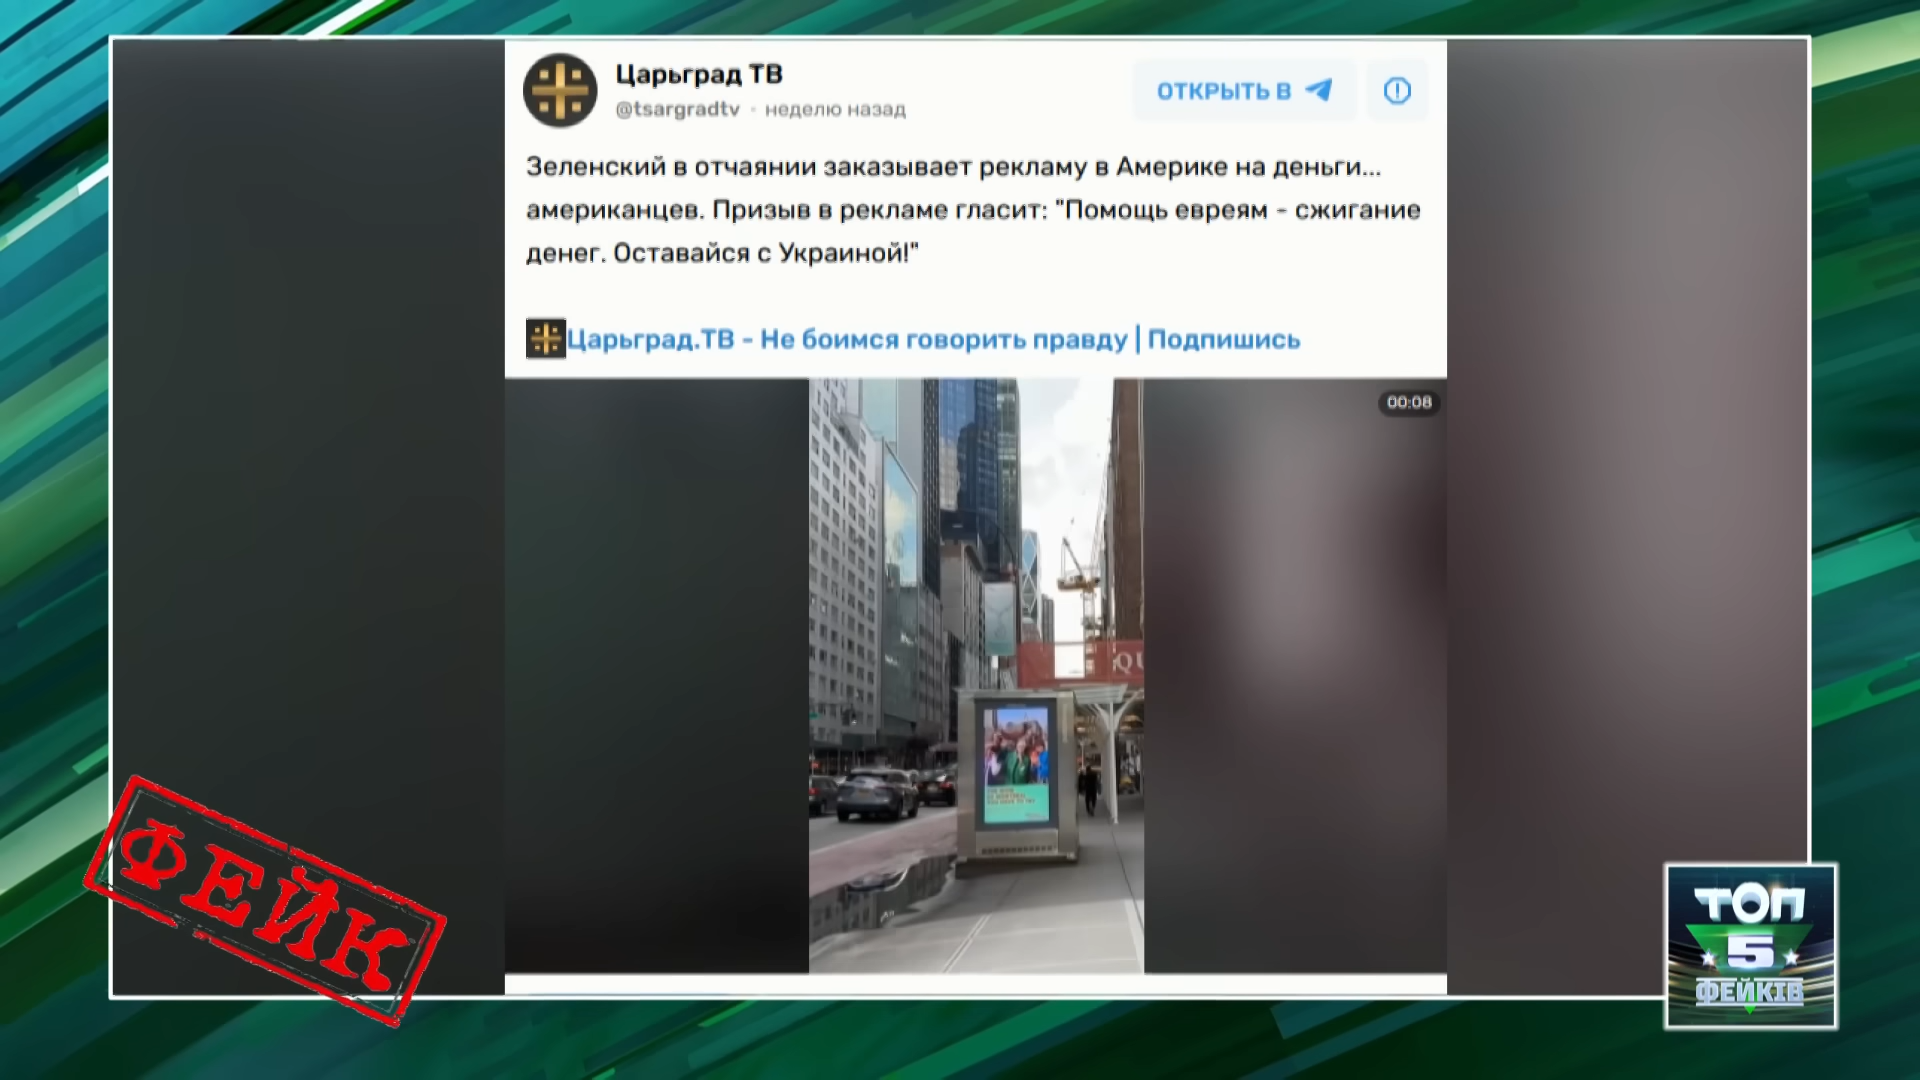 Царьград ТВ
@tsargradtv · неделю назад
ОТКРЫТЬ В
Зеленский в отчаянии заказывает рекламу в Америке на деньги...
американцев. Призыв в рекламе гласит: "Помощь евреям - сжигание
денег. Оставайся с Украиной!"
Царьград.ТВ - Не боимся говорить правду | Подпишись
00:08
QU
ФЕЙК
ТОП
5
ФЕЙКІВ